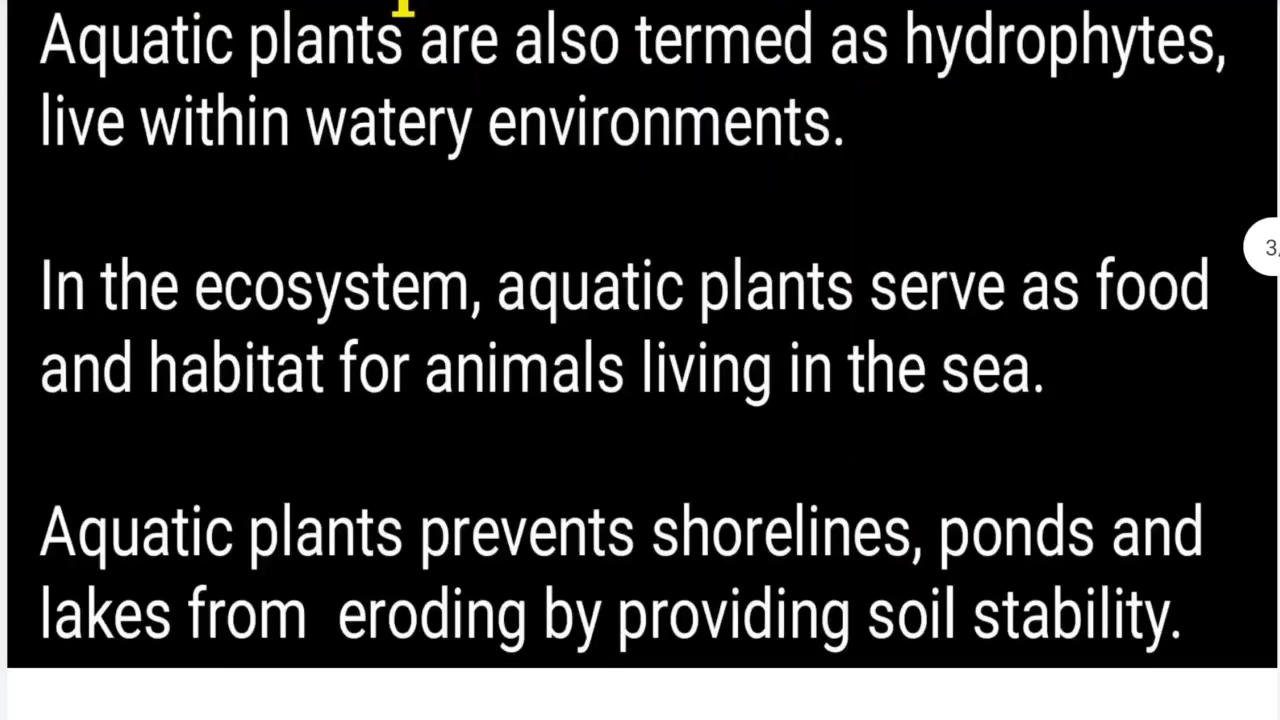 Aquatic plants are also termed as hydrophytes,
live within watery environments.
In the ecosystem, aquatic plants serve as food
and habitat for animals living in the sea.
Aquatic plants prevents shorelines, ponds and
lakes from  eroding by providing soil stability.